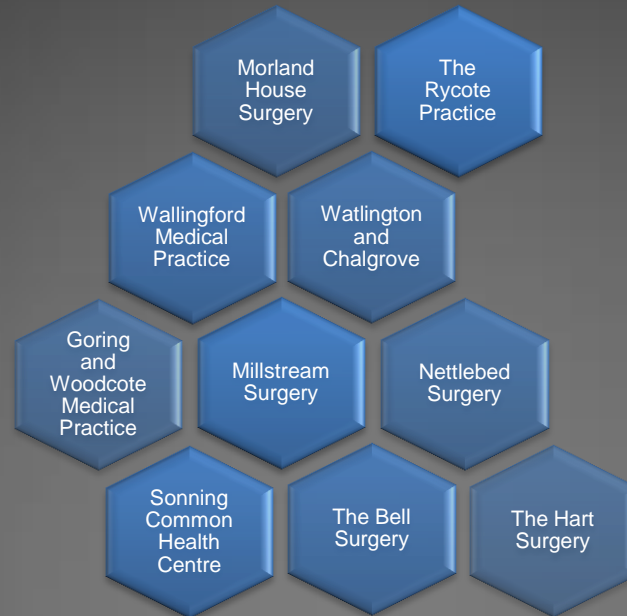 Morland
House
Surgery
The
Rycote
Practice
Wallingford
Medical
Practice
Watlington
and
Chalgrove
Goring
and
Woodcote
Medical
Practice
Millstream
Surgery
Nettlebed
Surgery
Sonning
Common
Health
Centre
The Bell
Surgery
The Hart
Surgery